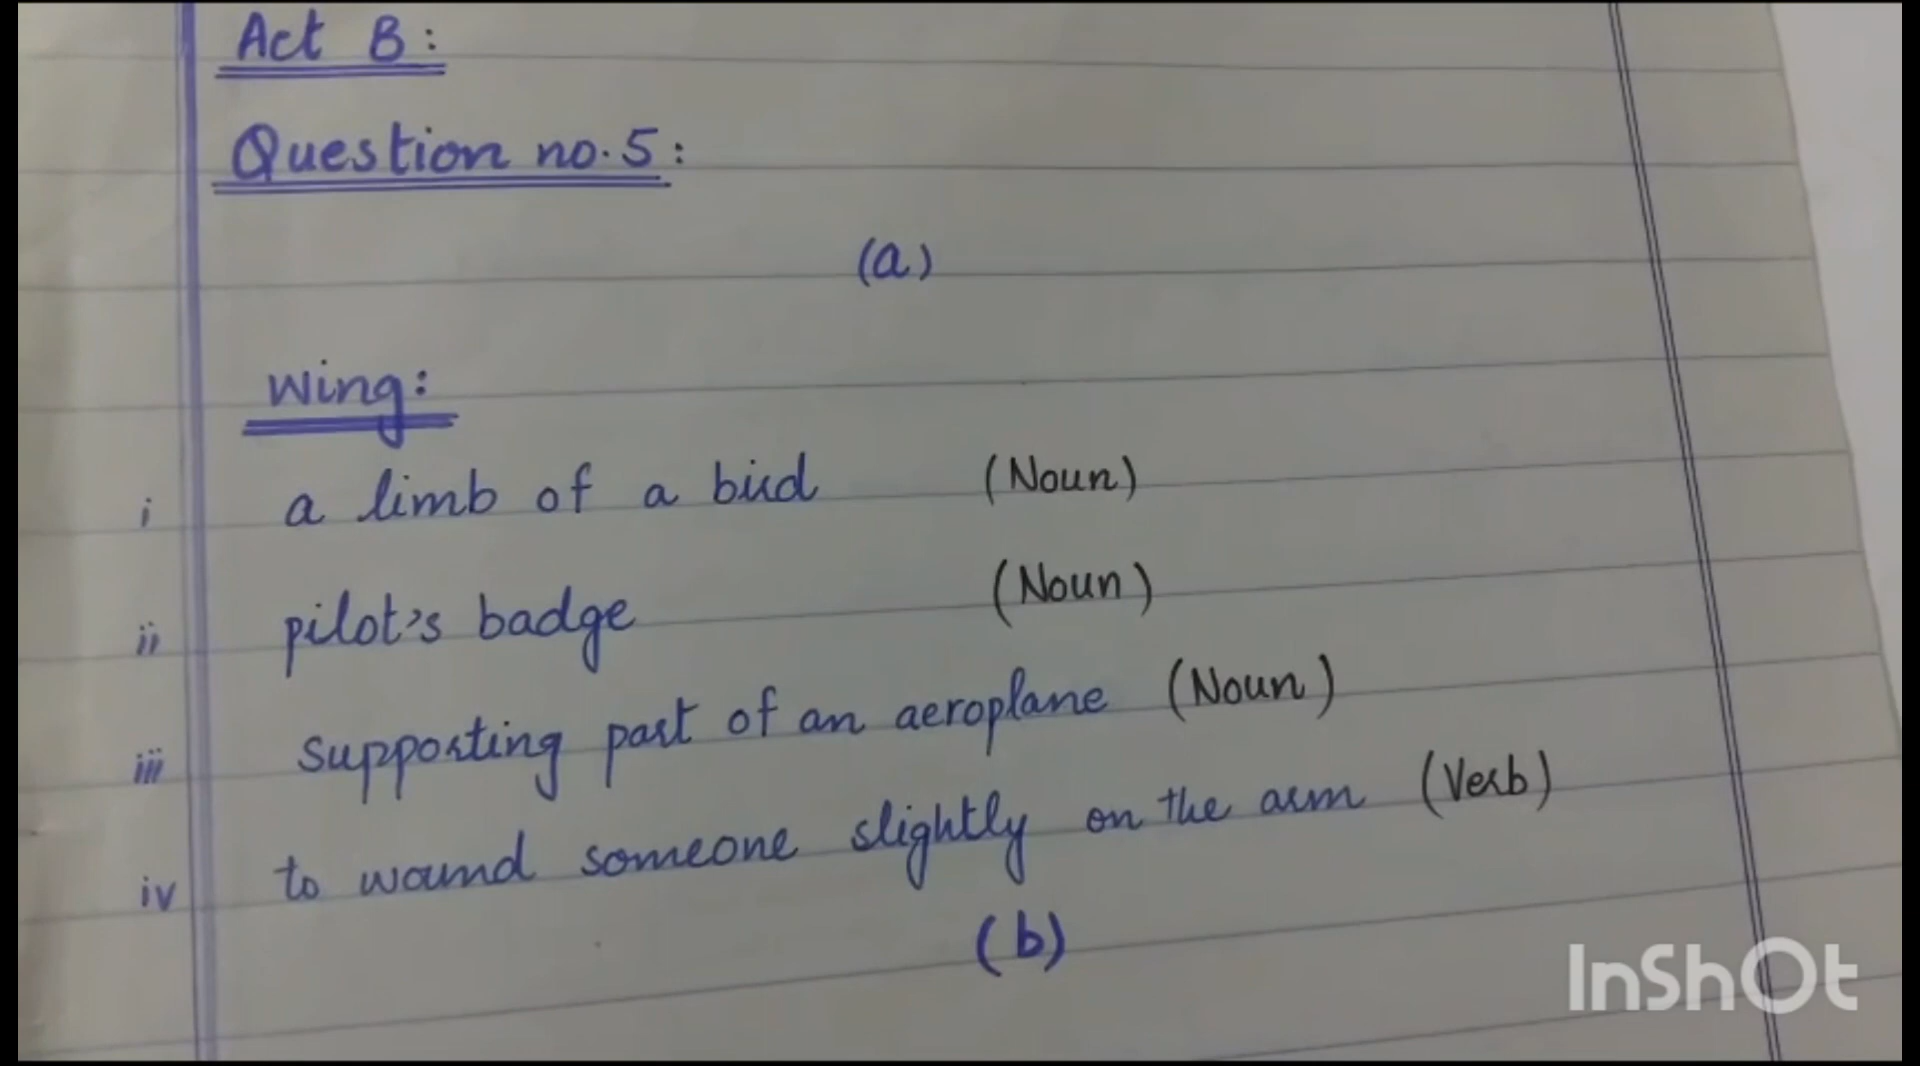 Act B:
Question no.5:
(a)
Wing:
i a limb of a bird (Noun)
ii pilot's badge (Noun)
iii supporting part of an aeroplane (Noun)
iv to wound someone slightly on the arm (Verb)
(b)
InShOt